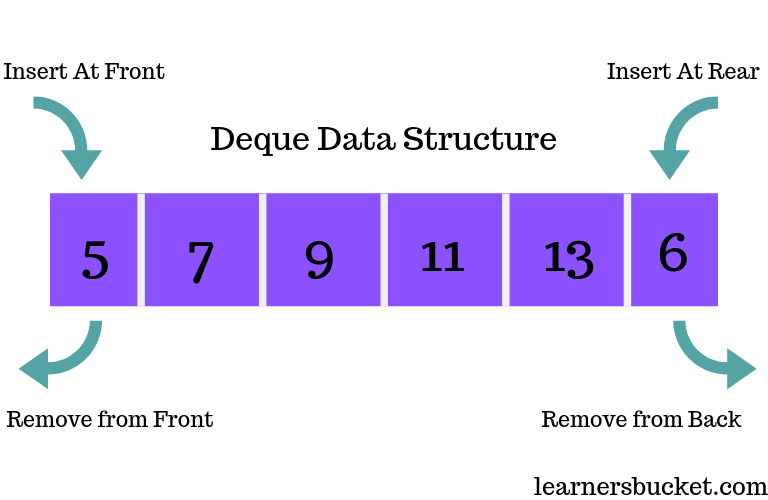 Insert At Front
Insert At Rear
Deque Data Structure
5 7 9 11 13 6
Remove from Front
Remove from Back
learnersbucket.com